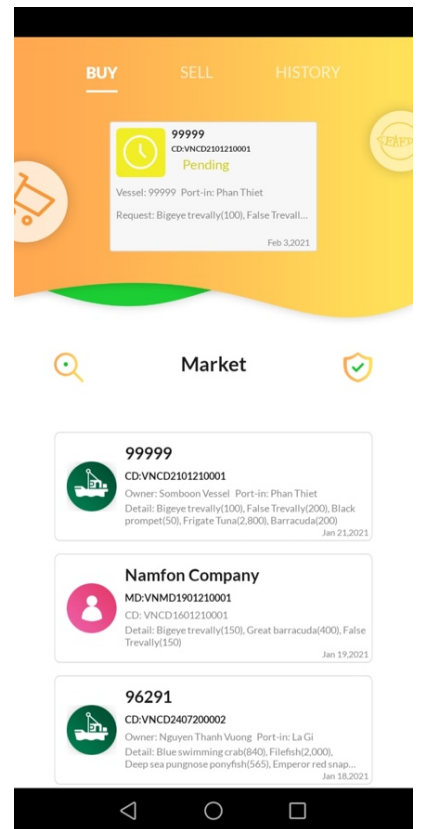 BUY SELL HISTORY
99999
CD:VNCD2101210001
Pending
Vessel: 99999 Port-in: Phan Thiet
Request: Bigeye trevally(100), False Trevall...
Feb 3,2021
Market
99999
CD:VNCD2101210001
Owner: Somboon Vessel Port-in: Phan Thiet
Detail: Bigeye trevally(100), False Trevally(200), Black
prompet(50), Frigate Tuna(2,800), Barracuda(200)
Jan 21,2021
Namfon Company
MD:VNMD1901210001
CD: VNCD1601210001
Detail: Bigeye trevally(150), Great barracuda(400), False
Trevally(150)
Jan 19,2021
96291
CD:VNCD2407200002
Owner: Nguyen Thanh Vuong Port-in: La Gi
Detail: Blue swimming crab(840), Filefish(2,000),
Deep sea pungnose ponyfish(565), Emperor red snap...
Jan 18,2021